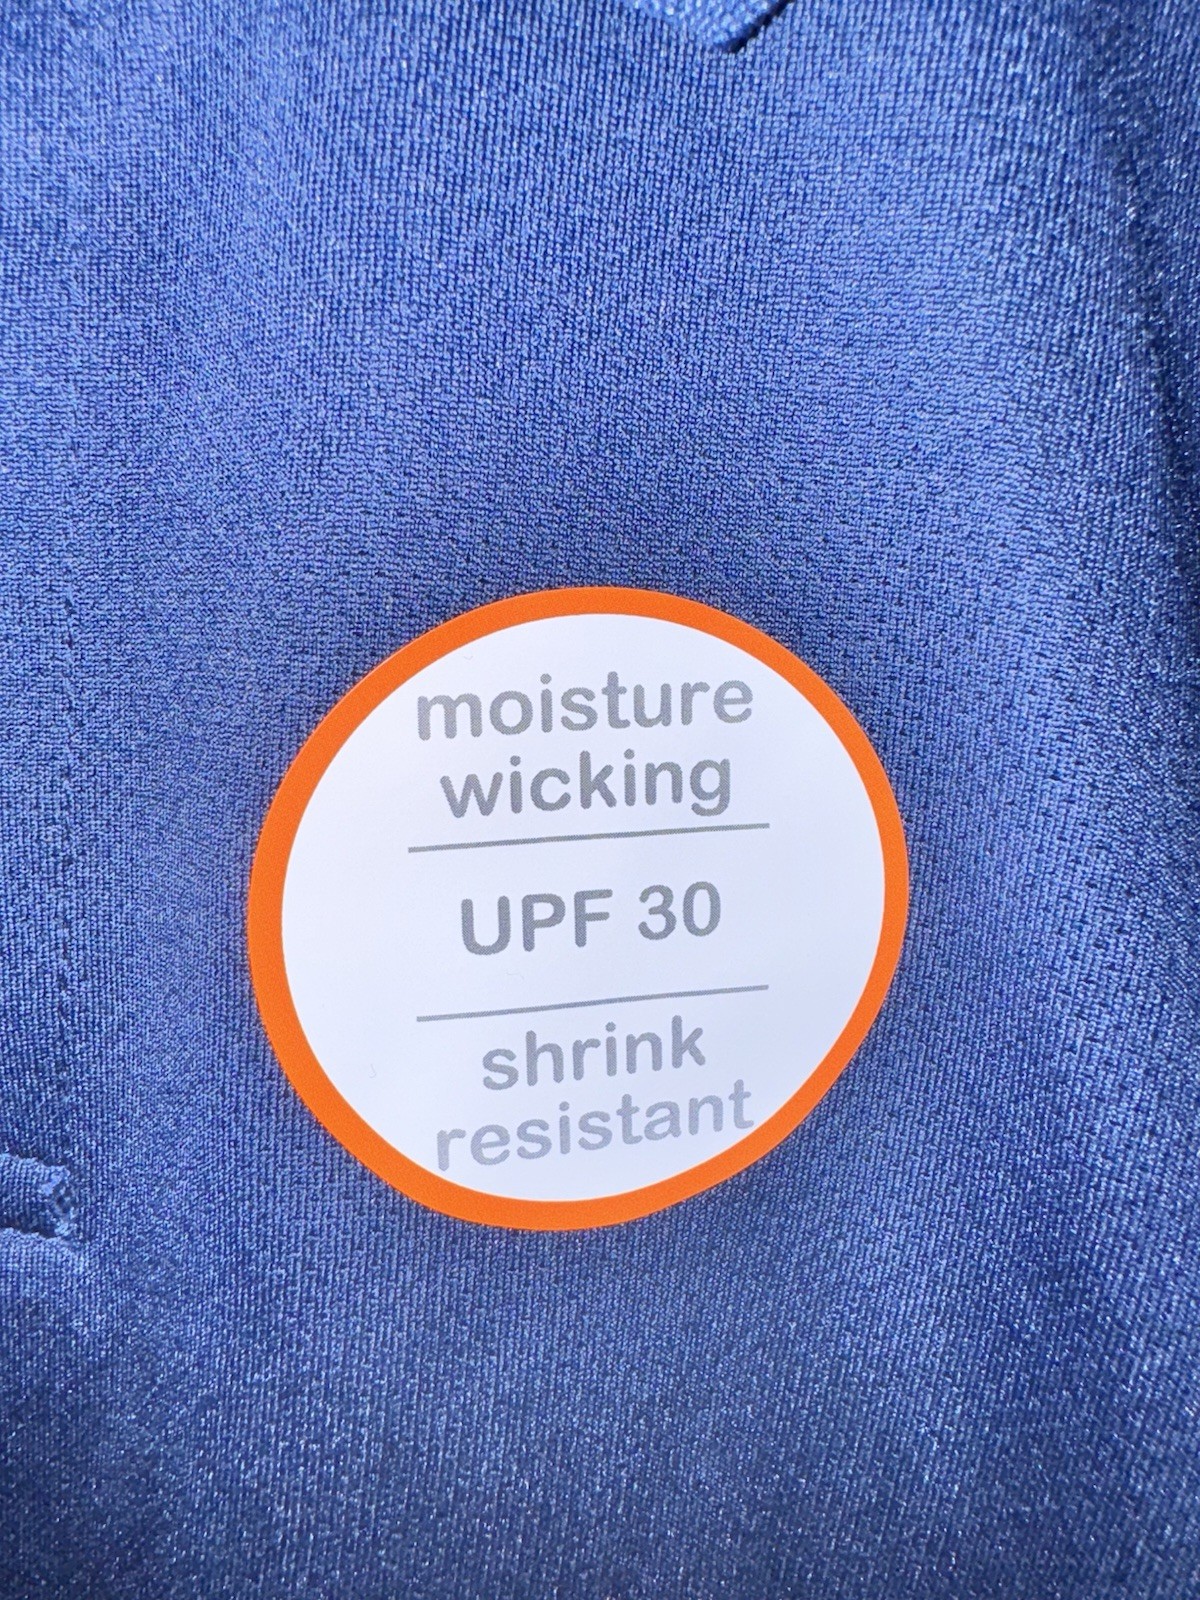 moisture
wicking
UPF 30
shrink
resistant